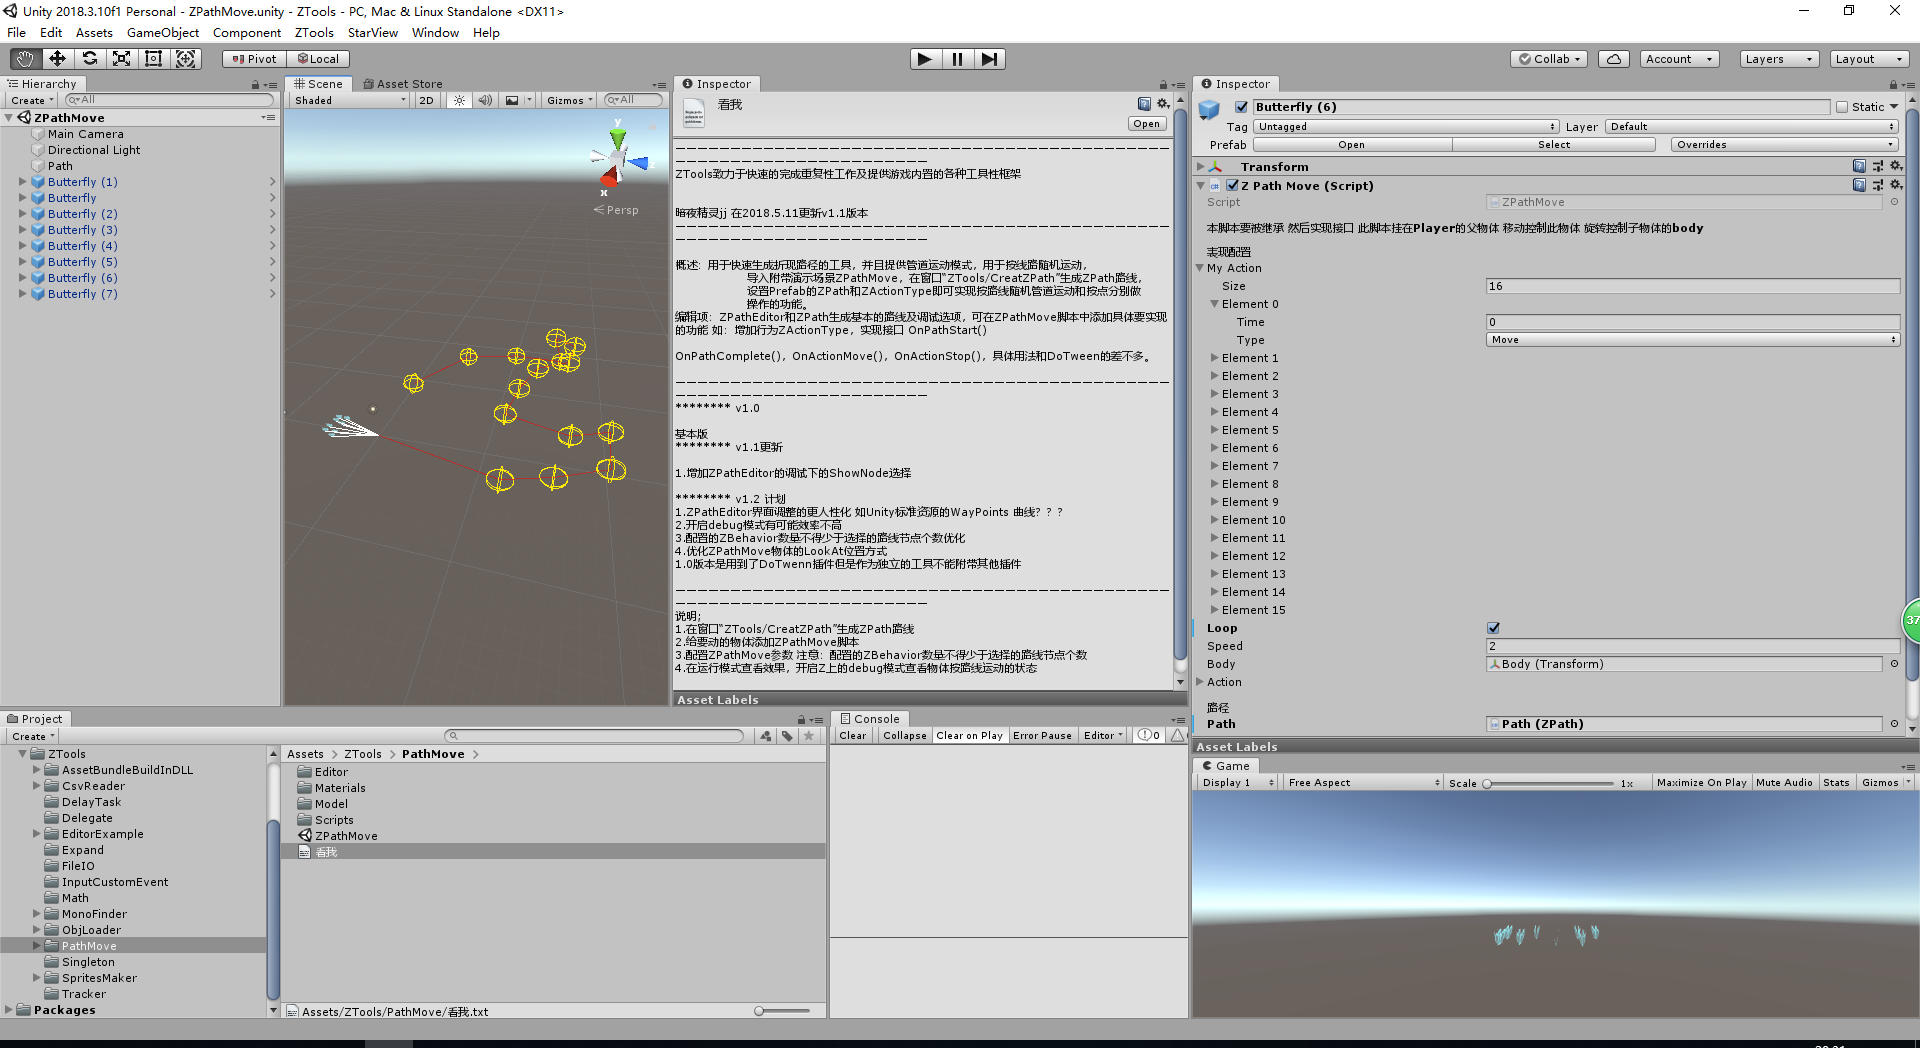 Unity 2018.3.10f1 Personal - ZPathMove.unity - ZTools - PC, Mac & Linux Standalone <DX11>
File Edit Assets GameObject Component ZTools StarView Window Help
Pivot Local Collab Account Layers Layout
Hierarchy
Create All
ZPathMove
Main Camera
Directional Light
Path
Butterfly (1)
Butterfly
Butterfly (2)
Butterfly (3)
Butterfly (4)
Butterfly (5)
Butterfly (6)
Butterfly (7)
Scene Asset Store
Shaded 2D Gizmos All
y
x
Persp
Inspector
看我
Open
ZTools致力于快速的完成重复性工作及提供游戏内置的各种工具性框架
暗夜精灵jj 在2018.5.11更新v1.1版本
概述: 用于快速生成折现路径的工具，并且提供管道运动模式，用于按线路随机运动，
导入附带演示场景ZPathMove，在窗口“ZTools/CreatZPath”生成ZPath路线，
设置Prefab的ZPath和ZActionType即可实现按路线随机管道运动和按点分别做
操作的功能。
编辑项: ZPathEditor和ZPath生成基本的路线及调试选项，可在ZPathMove脚本中添加具体要实现
的功能 如: 增加行为ZActionType，实现接口 OnPathStart()
OnPathComplete()，OnActionMove()，OnActionStop()，具体用法和DoTween的差不多。
******** v1.0
基本版
******** v1.1更新
1.增加ZPathEditor的调试下的ShowNode选择
******** v1.2 计划
1.ZPathEditor界面调整的更人性化 如Unity标准资源的WayPoints 曲线？？？
2.开启debug模式有可能效率不高
3.配置的ZBehavior数量不得少于选择的路线节点个数优化
4.优化ZPathMove物体的LookAt位置方式
1.0版本是用到了DoTwenn插件但是作为独立的工具不能附带其他插件
说明;
1.在窗口“ZTools/CreatZPath”生成ZPath路线
2.给要动的物体添加ZPathMove脚本
3.配置ZPathMove参数 注意: 配置的ZBehavior数量不得少于选择的路线节点个数
4.在运行模式查看效果，开启Z上的debug模式查看物体按路线运动的状态
Asset Labels
Inspector
Butterfly (6) Static
Tag Untagged Layer Default
Prefab Open Select Overrides
Transform
Z Path Move (Script)
Script ZPathMove
本脚本要被继承 然后实现接口 此脚本挂在Player的父物体 移动控制此物体 旋转控制子物体的body
表现配置
My Action
Size 16
Element 0
Time 0
Type Move
Element 1
Element 2
Element 3
Element 4
Element 5
Element 6
Element 7
Element 8
Element 9
Element 10
Element 11
Element 12
Element 13
Element 14
Element 15
Loop
Speed 2
Body Body (Transform)
Action
路径
Path Path (ZPath)
Asset Labels
37
Project
Create
ZTools
AssetBundleBuildInDLL
CsvReader
DelayTask
Delegate
EditorExample
Expand
FileIO
InputCustomEvent
Math
MonoFinder
ObjLoader
PathMove
Singleton
SpritesMaker
Tracker
Packages
Assets ZTools PathMove
Editor
Materials
Model
Scripts
ZPathMove
看我
Assets/ZTools/PathMove/看我.txt
Console
Clear Collapse Clear on Play Error Pause Editor 0
Game
Display 1 Free Aspect Scale 1x Maximize On Play Mute Audio Stats Gizmos